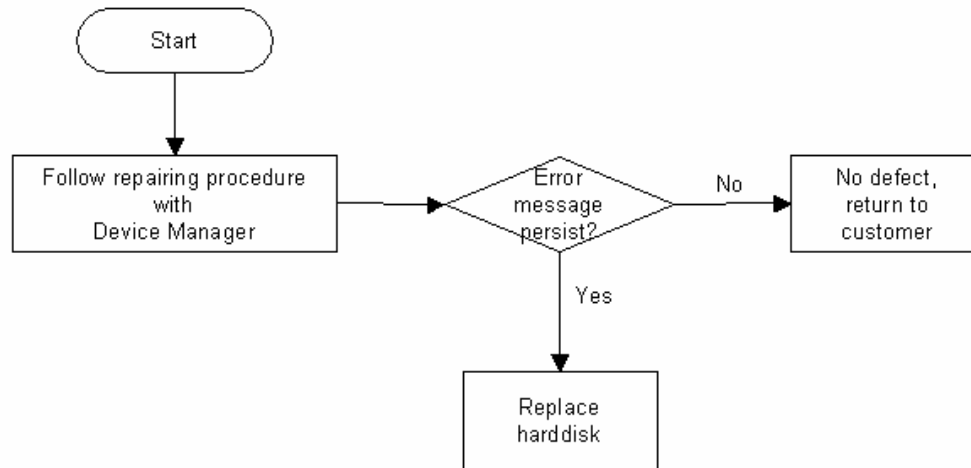 Start
Follow repairing procedure
with
Device Manager
Error
message
persist?
No
No defect,
return to
customer
Yes
Replace
harddisk